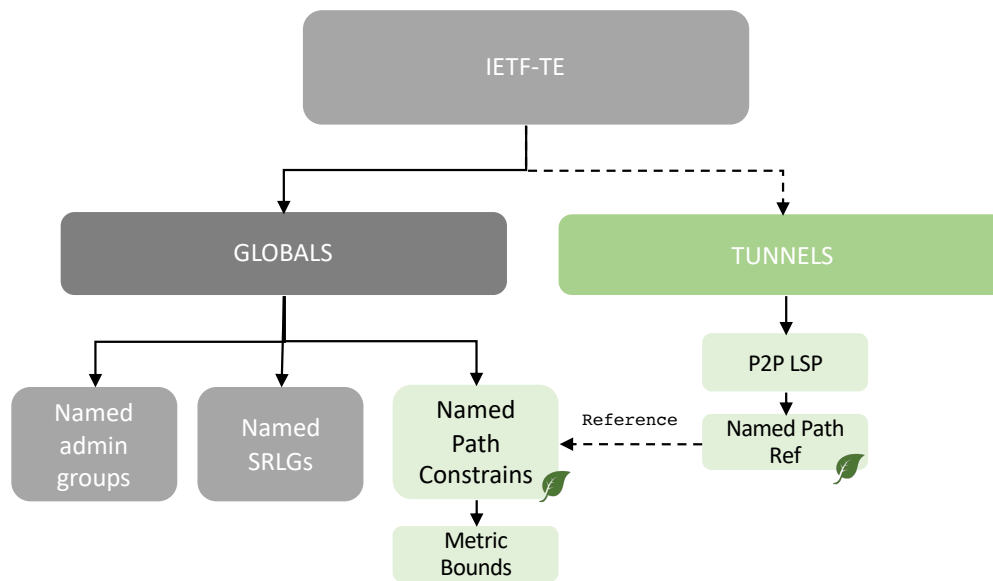 IETF-TE
GLOBALS
TUNNELS
P2P LSP
Named
admin
groups
Named
SRLGs
Named
Path
Constrains
Reference
Named Path
Ref
Metric
Bounds